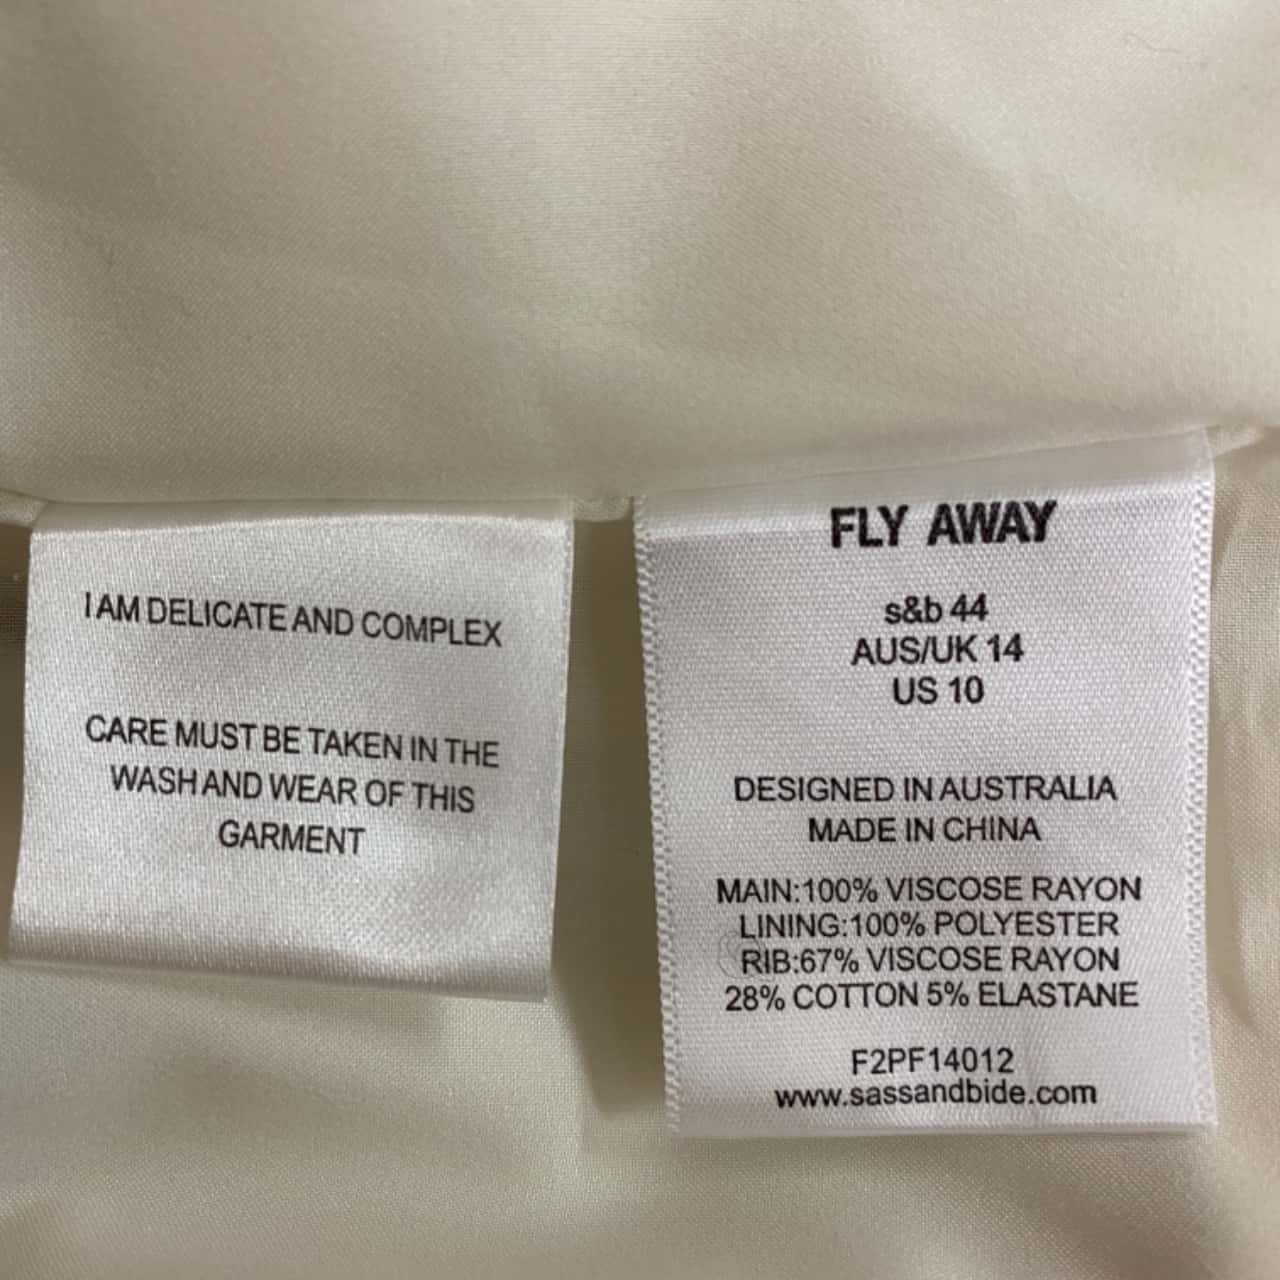 I AM DELICATE AND COMPLEX
CARE MUST BE TAKEN IN THE
WASH AND WEAR OF THIS
GARMENT
FLY AWAY
s&b 44
AUS/UK 14
US 10
DESIGNED IN AUSTRALIA
MADE IN CHINA
MAIN:100% VISCOSE RAYON
LINING:100% POLYESTER
RIB:67% VISCOSE RAYON
28% COTTON 5% ELASTANE
F2PF14012
www.sassandbide.com